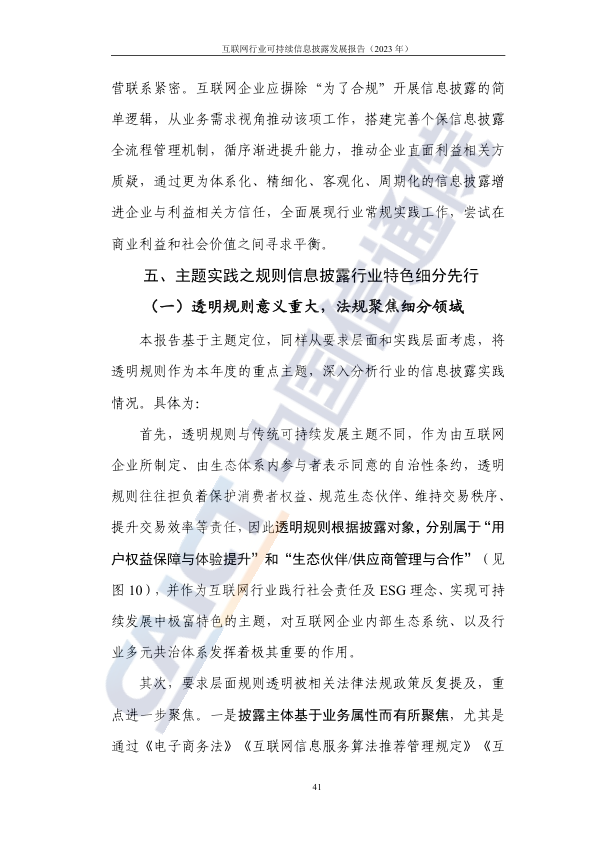 互联网行业可持续信息披露发展报告（2023 年）
营联系紧密。互联网企业应摒除“为了合规”开展信息披露的简
单逻辑，从业务需求视角推动该项工作，搭建完善个保信息披露
全流程管理机制，循序渐进提升能力，推动企业直面利益相关方
质疑，通过更为体系化、精细化、客观化、周期化的信息披露增
进企业与利益相关方信任，全面展现行业常规实践工作，尝试在
商业利益和社会价值之间寻求平衡。
五、主题实践之规则信息披露行业特色细分先行
（一）透明规则意义重大，法规聚焦细分领域
本报告基于主题定位，同样从要求层面和实践层面考虑，将
透明规则作为本年度的重点主题，深入分析行业的信息披露实践
情况。具体为：
首先，透明规则与传统可持续发展主题不同，作为由互联网
企业所制定、由生态体系内参与者表示同意的自治性条约，透明
规则往往担负着保护消费者权益、规范生态伙伴、维持交易秩序、
提升交易效率等责任，因此透明规则根据披露对象，分别属于“用
户权益保障与体验提升”和“生态伙伴/供应商管理与合作”（见
图 10），并作为互联网行业践行社会责任及 ESG 理念、实现可持
续发展中极富特色的主题，对互联网企业内部生态系统、以及行
业多元共治体系发挥着极其重要的作用。
其次，要求层面规则透明被相关法律法规政策反复提及，重
点进一步聚焦。一是披露主体基于业务属性而有所聚焦，尤其是
通过《电子商务法》《互联网信息服务算法推荐管理规定》《互
41
CAICT 中国信通院